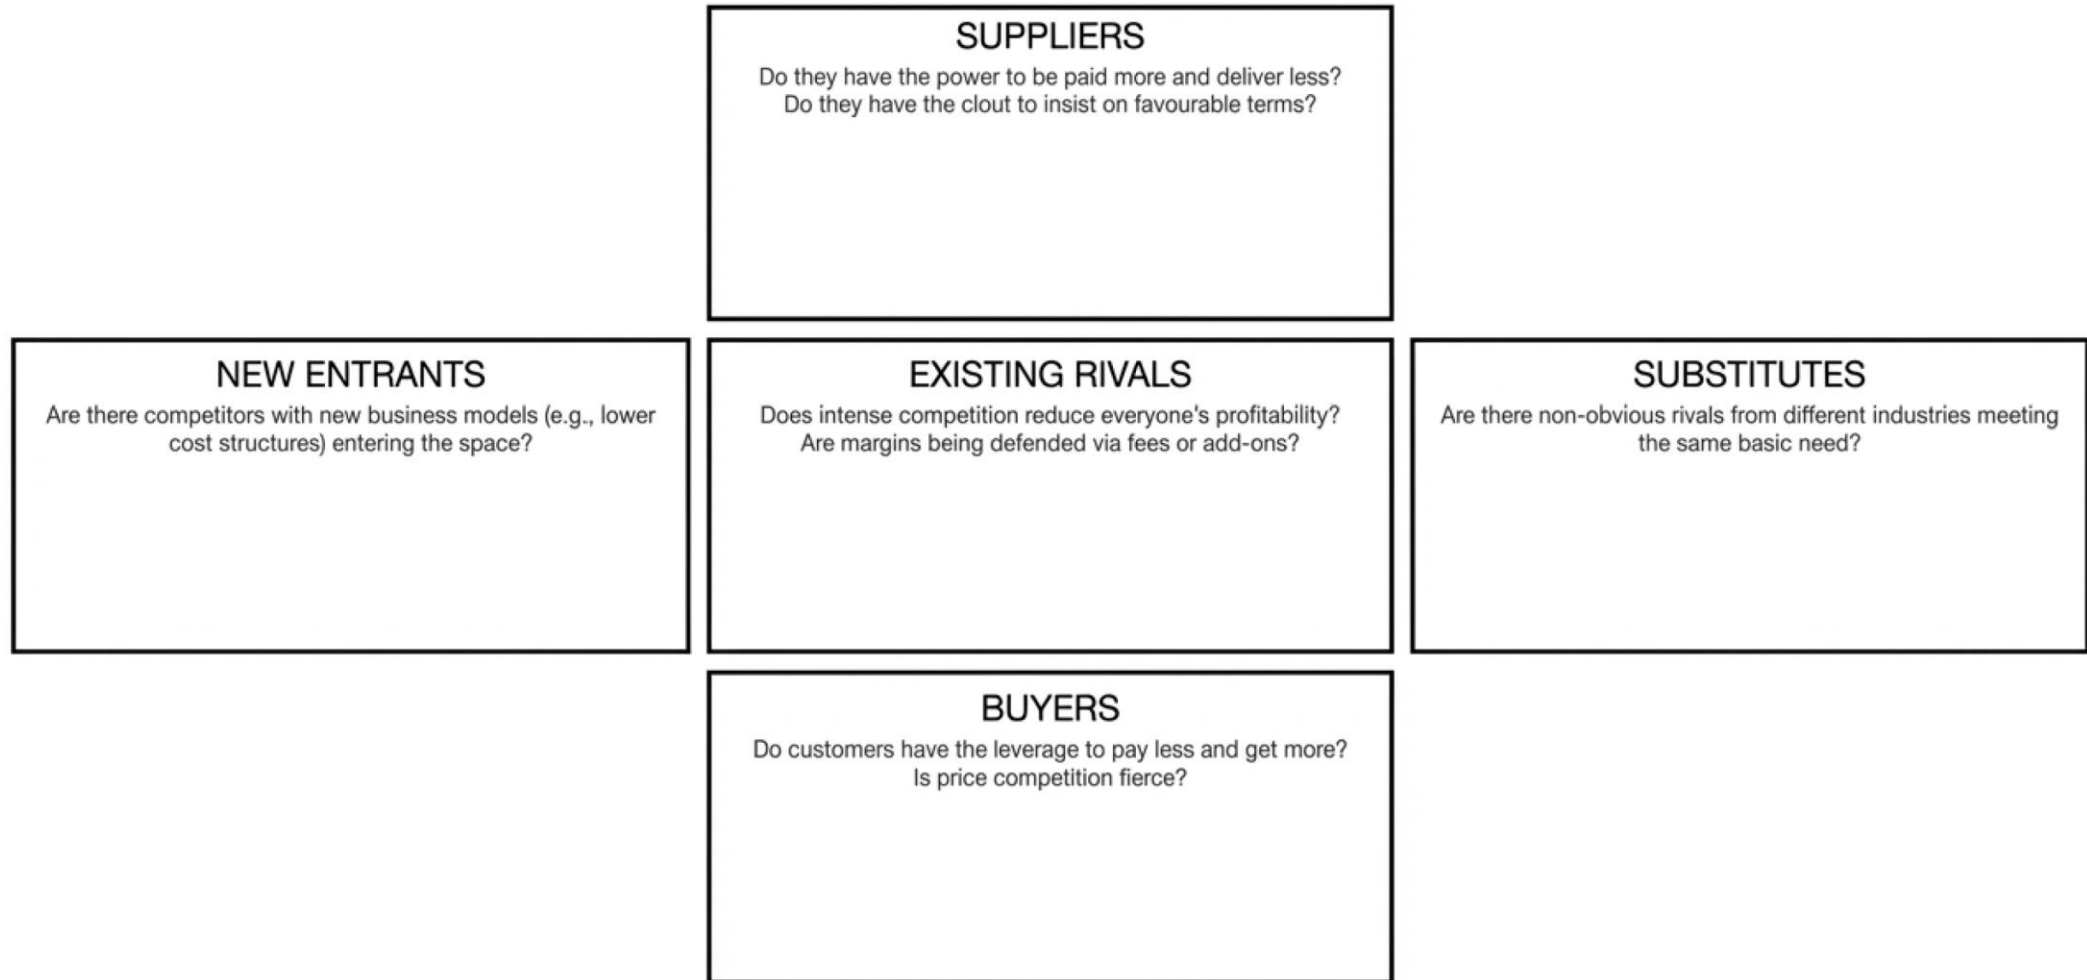 SUPPLIERS
Do they have the power to be paid more and deliver less?
Do they have the clout to insist on favourable terms?
NEW ENTRANTS
Are there competitors with new business models (e.g., lower
cost structures) entering the space?
EXISTING RIVALS
Does intense competition reduce everyone's profitability?
Are margins being defended via fees or add-ons?
SUBSTITUTES
Are there non-obvious rivals from different industries meeting
the same basic need?
BUYERS
Do customers have the leverage to pay less and get more?
Is price competition fierce?